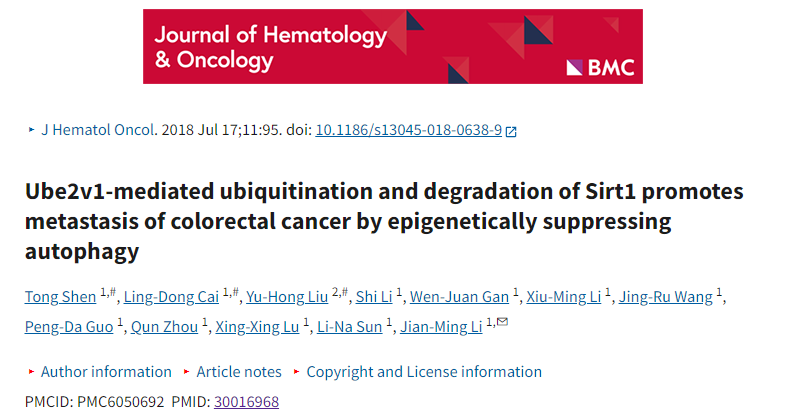 Journal of Hematology
& Oncology
BMC
J Hematol Oncol. 2018 Jul 17;11:95. doi: 10.1186/s13045-018-0638-9
Ube2v1-mediated ubiquitination and degradation of Sirt1 promotes
metastasis of colorectal cancer by epigenetically suppressing
autophagy
Tong Shen 1,#, Ling-Dong Cai 1,#, Yu-Hong Liu 2,#, Shi Li 1, Wen-Juan Gan 1, Xiu-Ming Li 1, Jing-Ru Wang 1,
Peng-Da Guo 1, Qun Zhou 1, Xing-Xing Lu 1, Li-Na Sun 1, Jian-Ming Li 1,
Author information Article notes Copyright and License information
PMCID: PMC6050692 PMID: 30016968